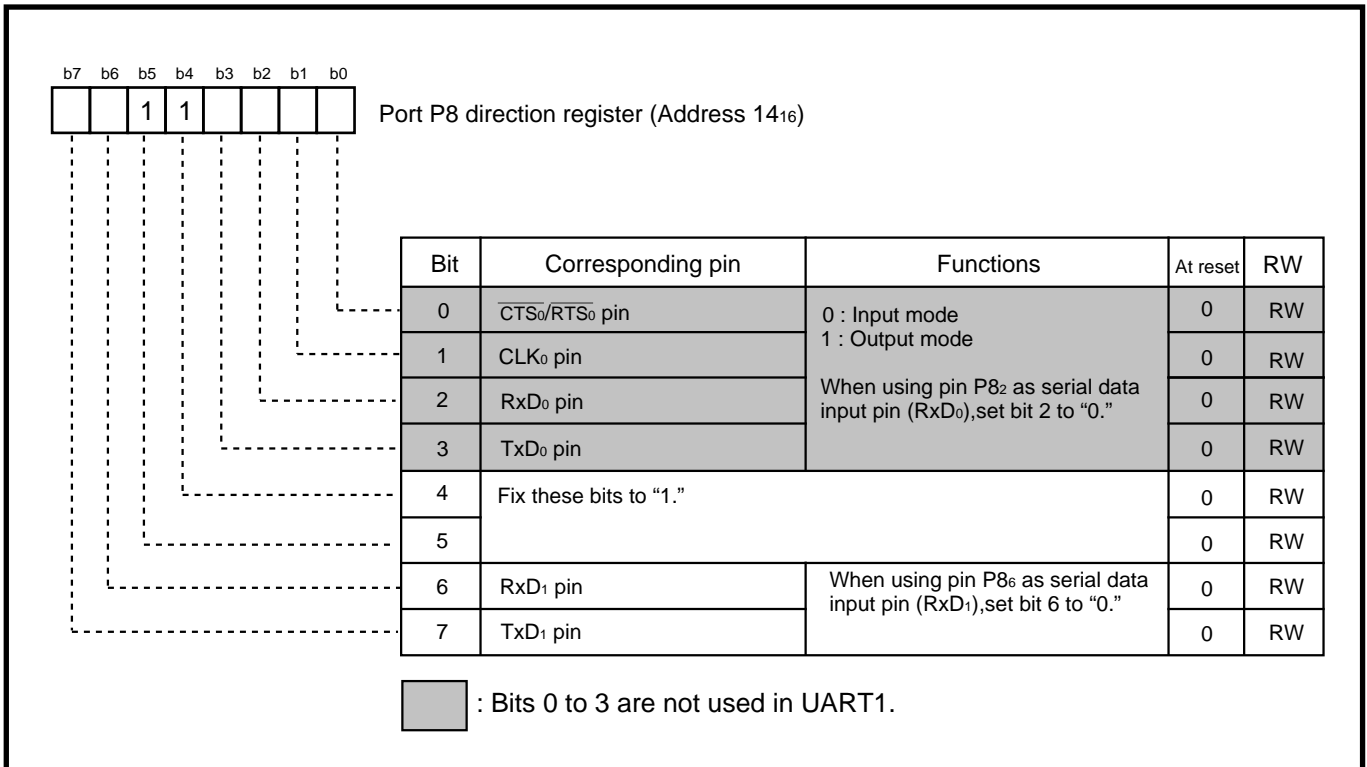 b7 b6 b5 b4 b3 b2 b1 b0
1 1
Port P8 direction register (Address 14₁₆)
Bit Corresponding pin Functions At reset RW
0 C̅T̅S̅₀/R̅T̅S̅₀ pin 0 : Input mode 0 RW
1 : Output mode
1 CLK₀ pin 0 RW
When using pin P8₂ as serial data
2 RxD₀ pin input pin (RxD₀),set bit 2 to “0.” 0 RW
3 TxD₀ pin 0 RW
4 Fix these bits to “1.” 0 RW
5 0 RW
6 RxD₁ pin When using pin P8₆ as serial data 0 RW
input pin (RxD₁),set bit 6 to “0.”
7 TxD₁ pin 0 RW
: Bits 0 to 3 are not used in UART1.